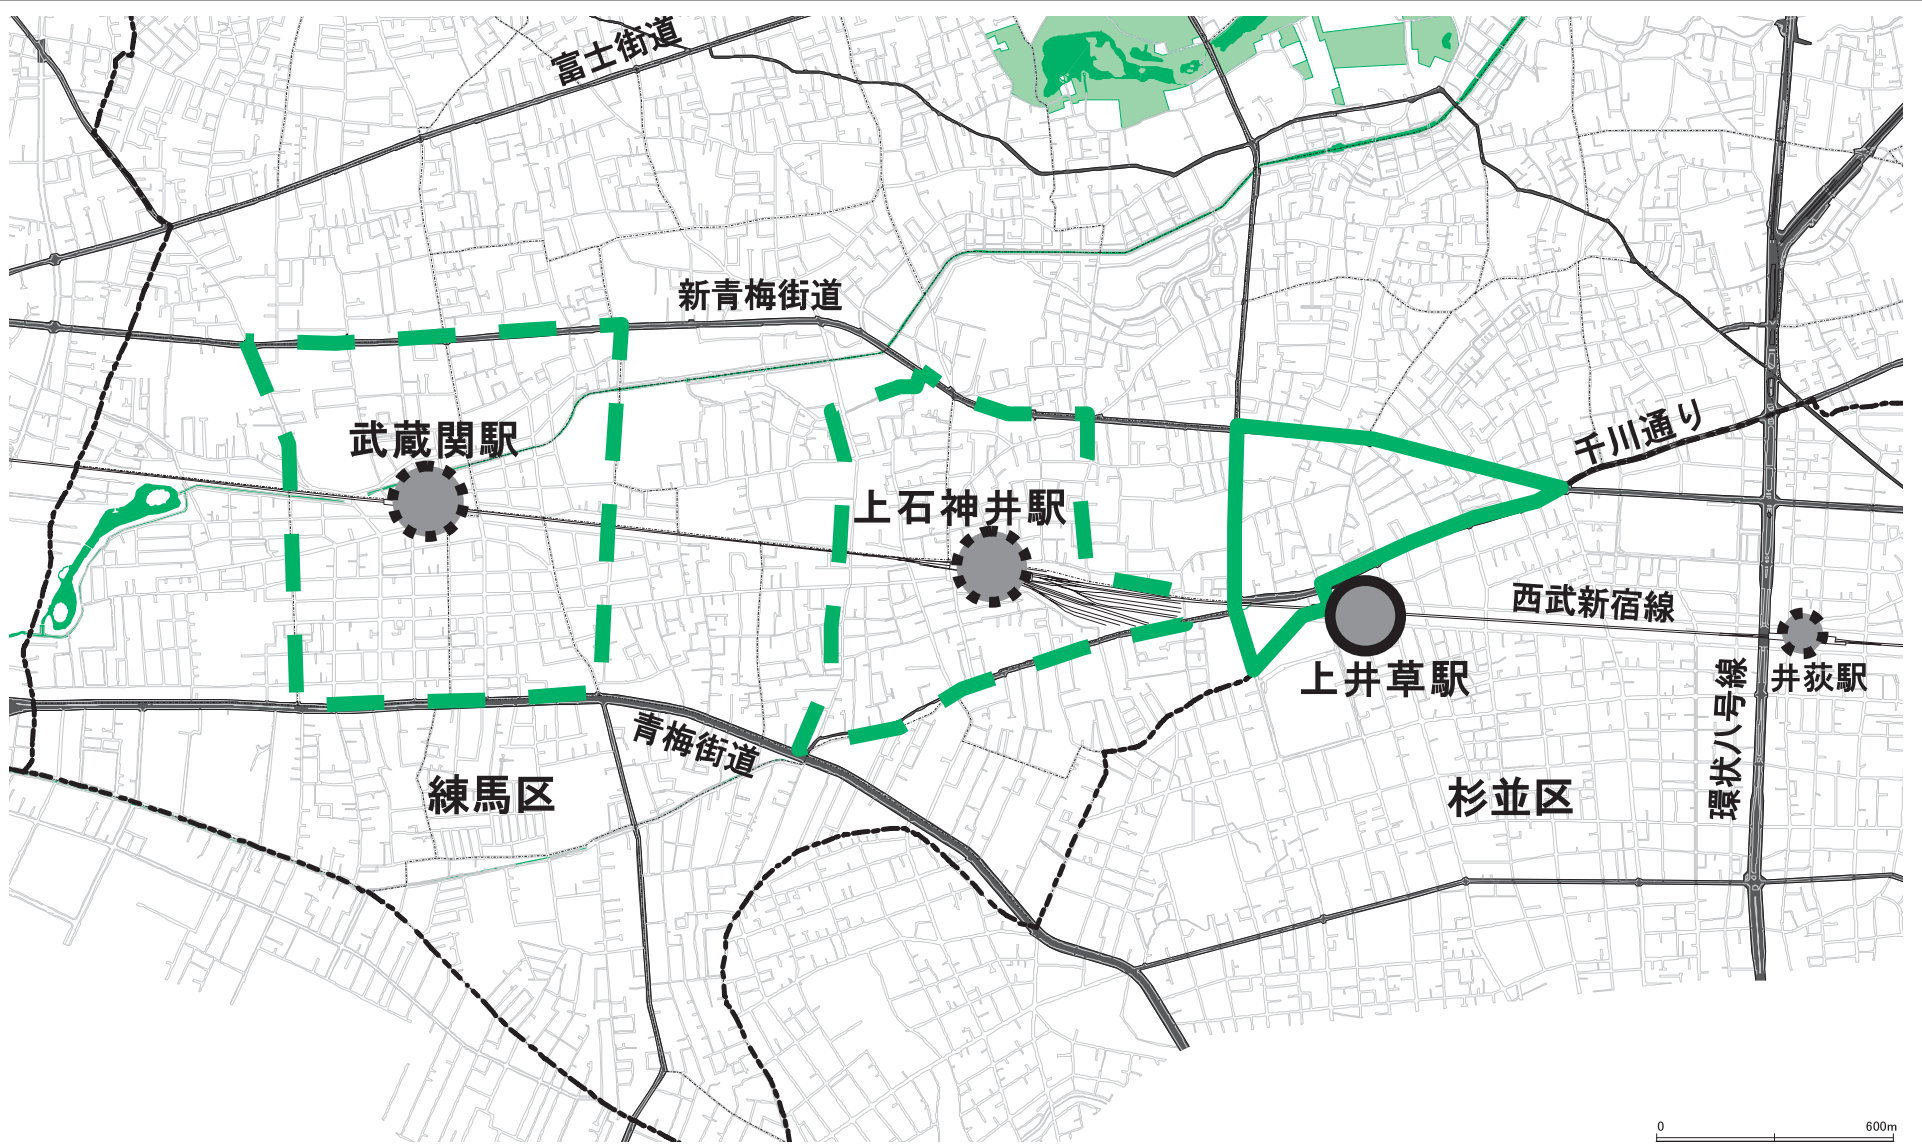 富士街道
新青梅街道
武蔵関駅
千川通り
上石神井駅
西武新宿線
上井草駅
井荻駅
環状八号線
青梅街道
練馬区
杉並区
0 600m